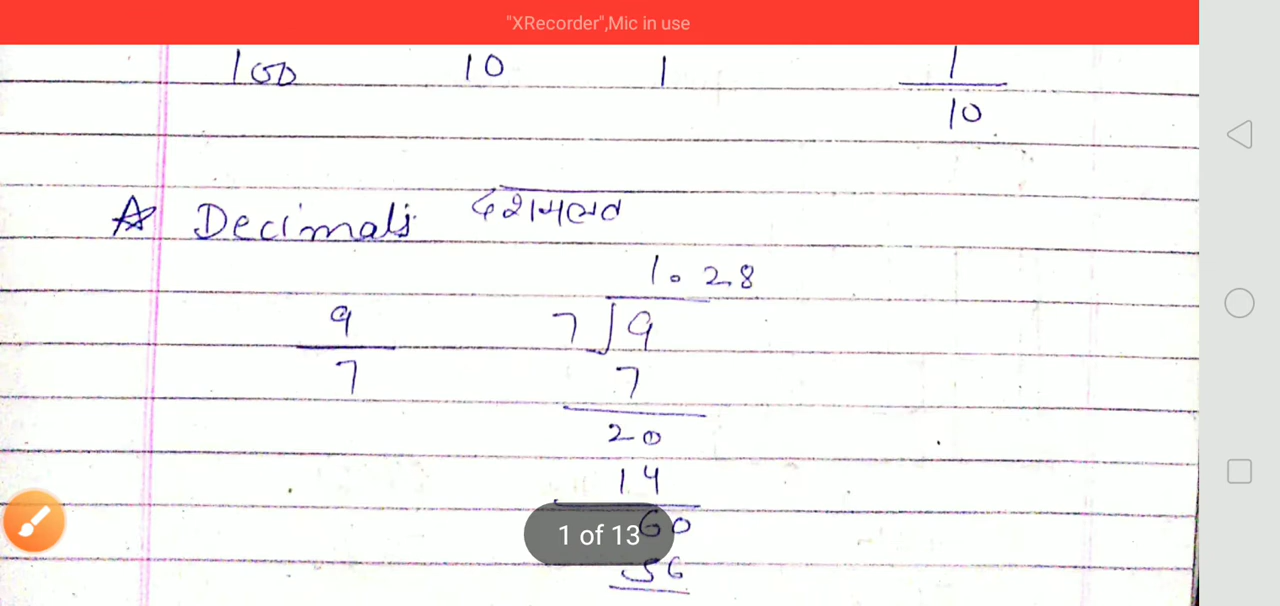 "XRecorder",Mic in use
100 10 1 1/10
☆ Decimals दशमलव
1.28
9/7 7)9
7
20
14
60
1 of 13
56